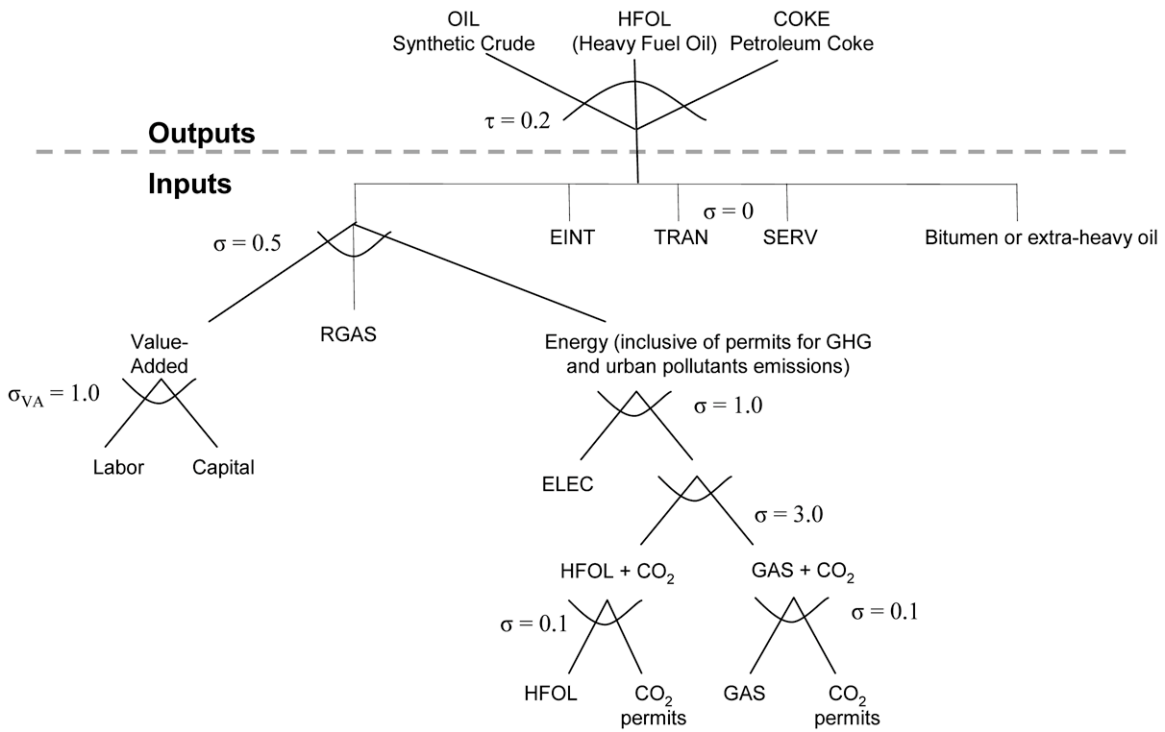 OIL
Synthetic Crude
HFOL
(Heavy Fuel Oil)
COKE
Petroleum Coke
τ = 0.2
Outputs
Inputs
σ = 0.5
EINT
TRAN
σ = 0
SERV
Bitumen or extra-heavy oil
Value-
Added
RGAS
Energy (inclusive of permits for GHG
and urban pollutants emissions)
σVA = 1.0
σ = 1.0
Labor
Capital
ELEC
σ = 3.0
HFOL + CO2
GAS + CO2
σ = 0.1
σ = 0.1
HFOL
CO2
permits
GAS
CO2
permits